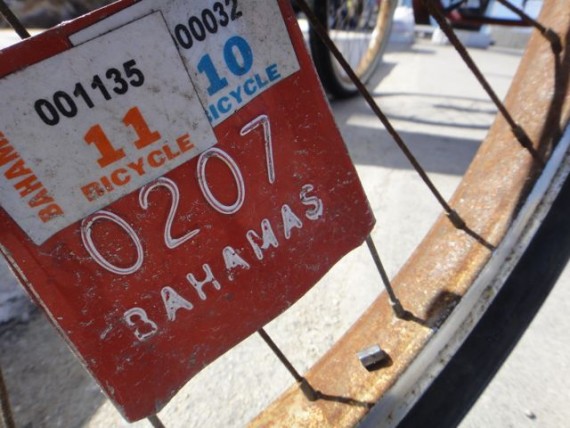 00032
10
BICYCLE
001135
11
BICYCLE
BAHAMAS
0207
BAHAMAS